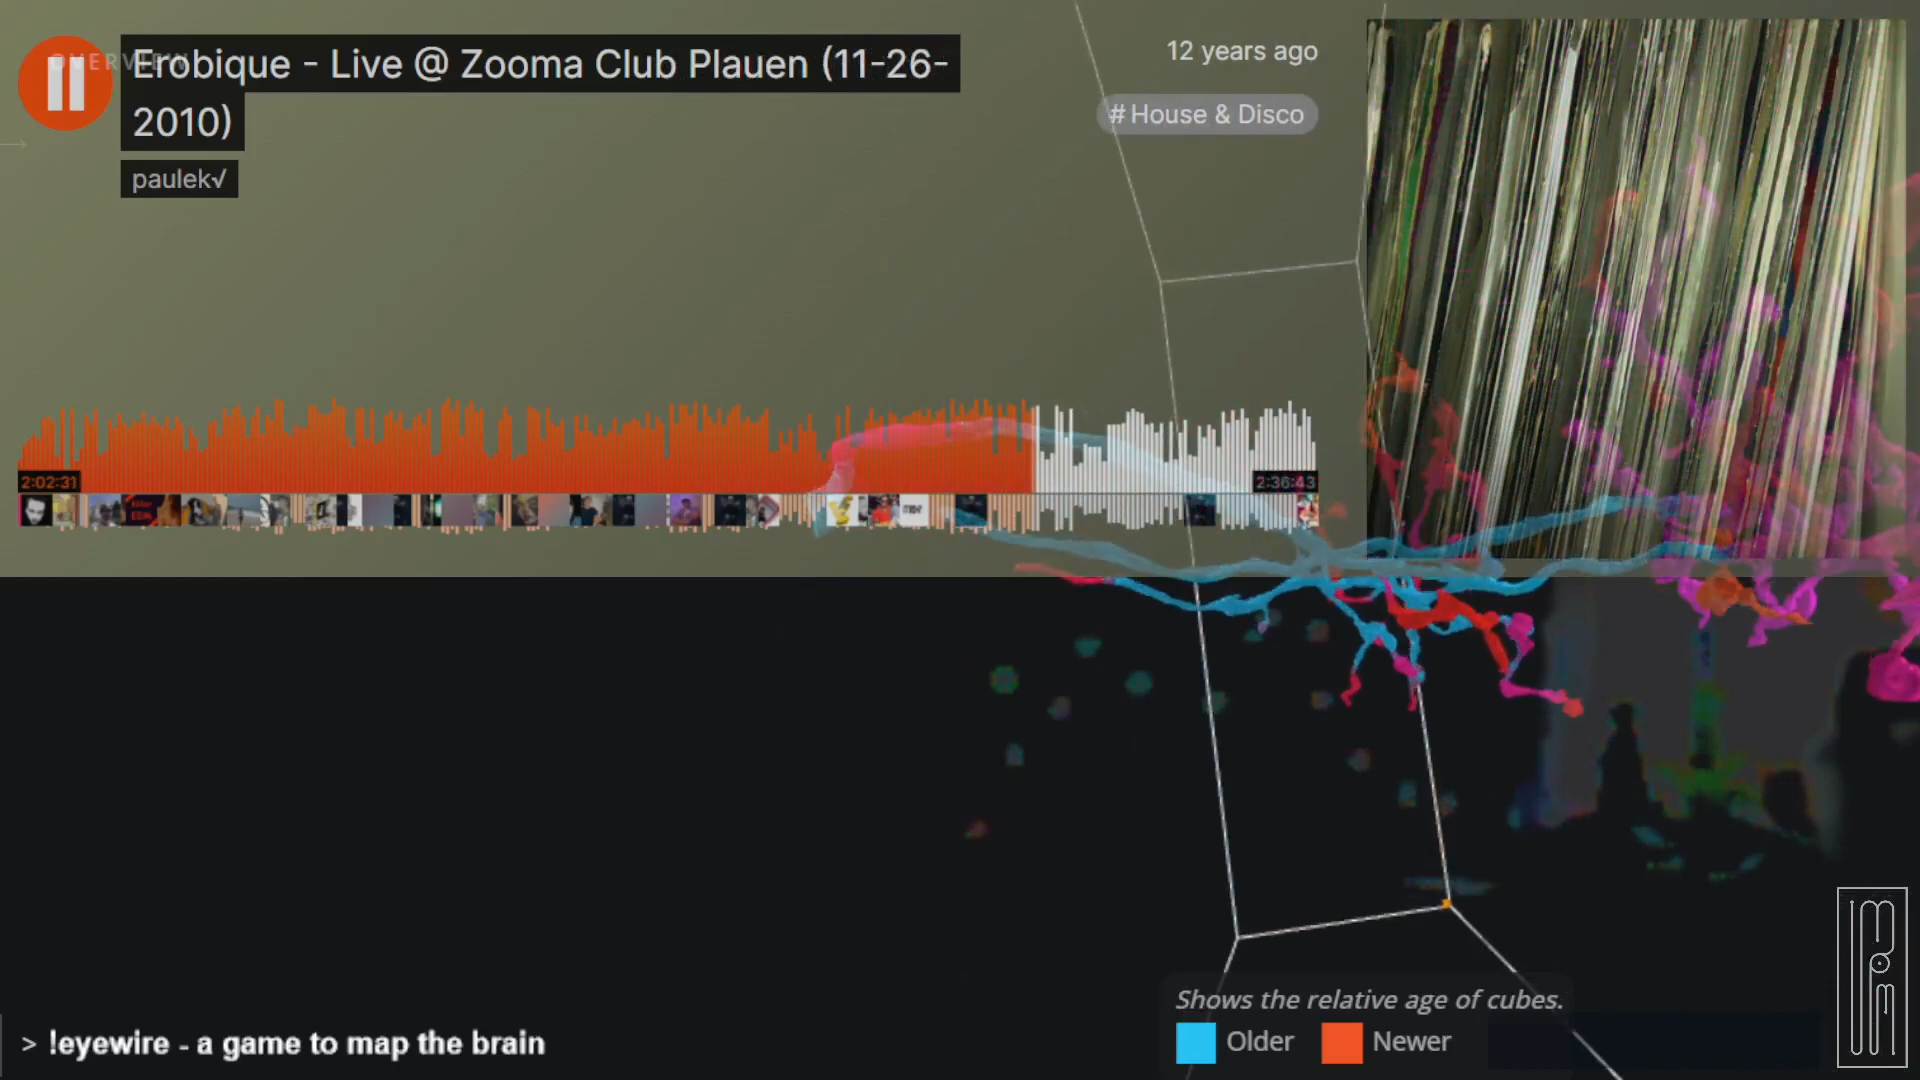 OVERVIEW
Erobique - Live @ Zooma Club Plauen (11-26-
2010)
paulek√
12 years ago
# House & Disco
2:02:31
2:36:43
Shows the relative age of cubes.
Older
Newer
> !eyewire - a game to map the brain